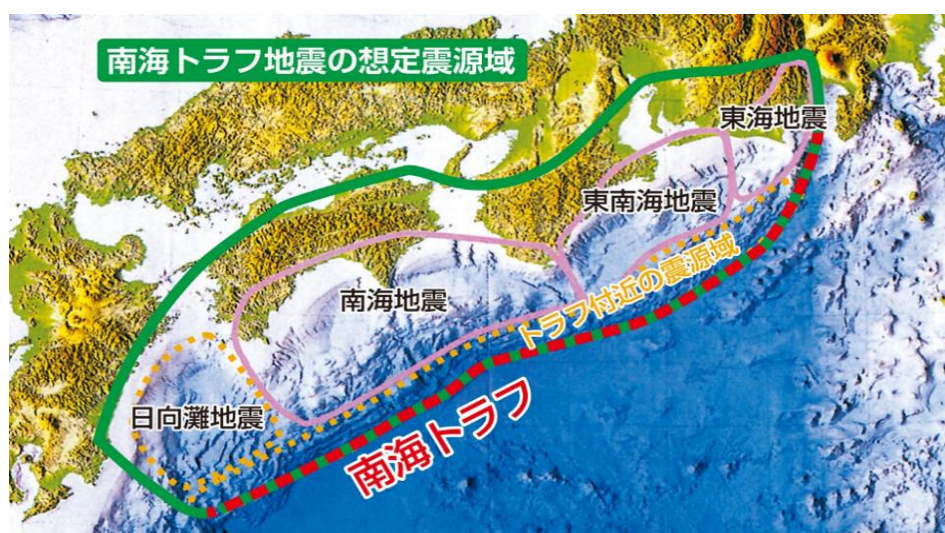 南海トラフ地震の想定震源域
東海地震
東南海地震
トラフ付近の震源域
南海地震
日向灘地震
南海トラフ